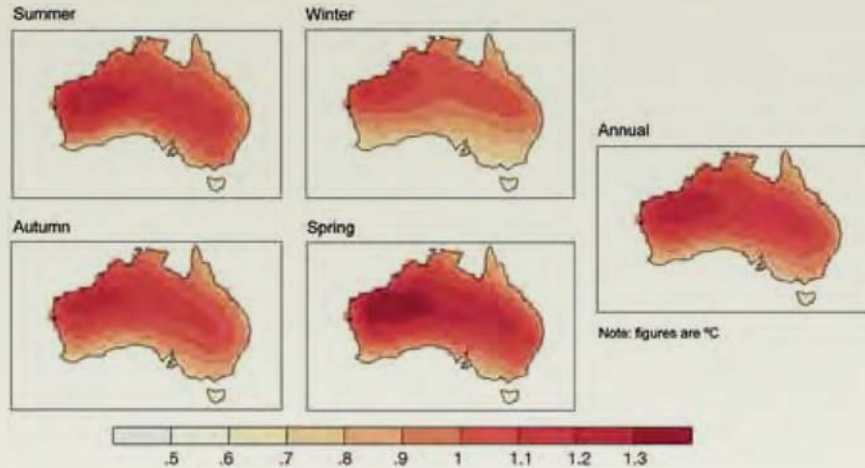 Summer
Winter
Annual
Autumn
Spring
Note: figures are ºC
.5 .6 .7 .8 .9 1 1.1 1.2 1.3